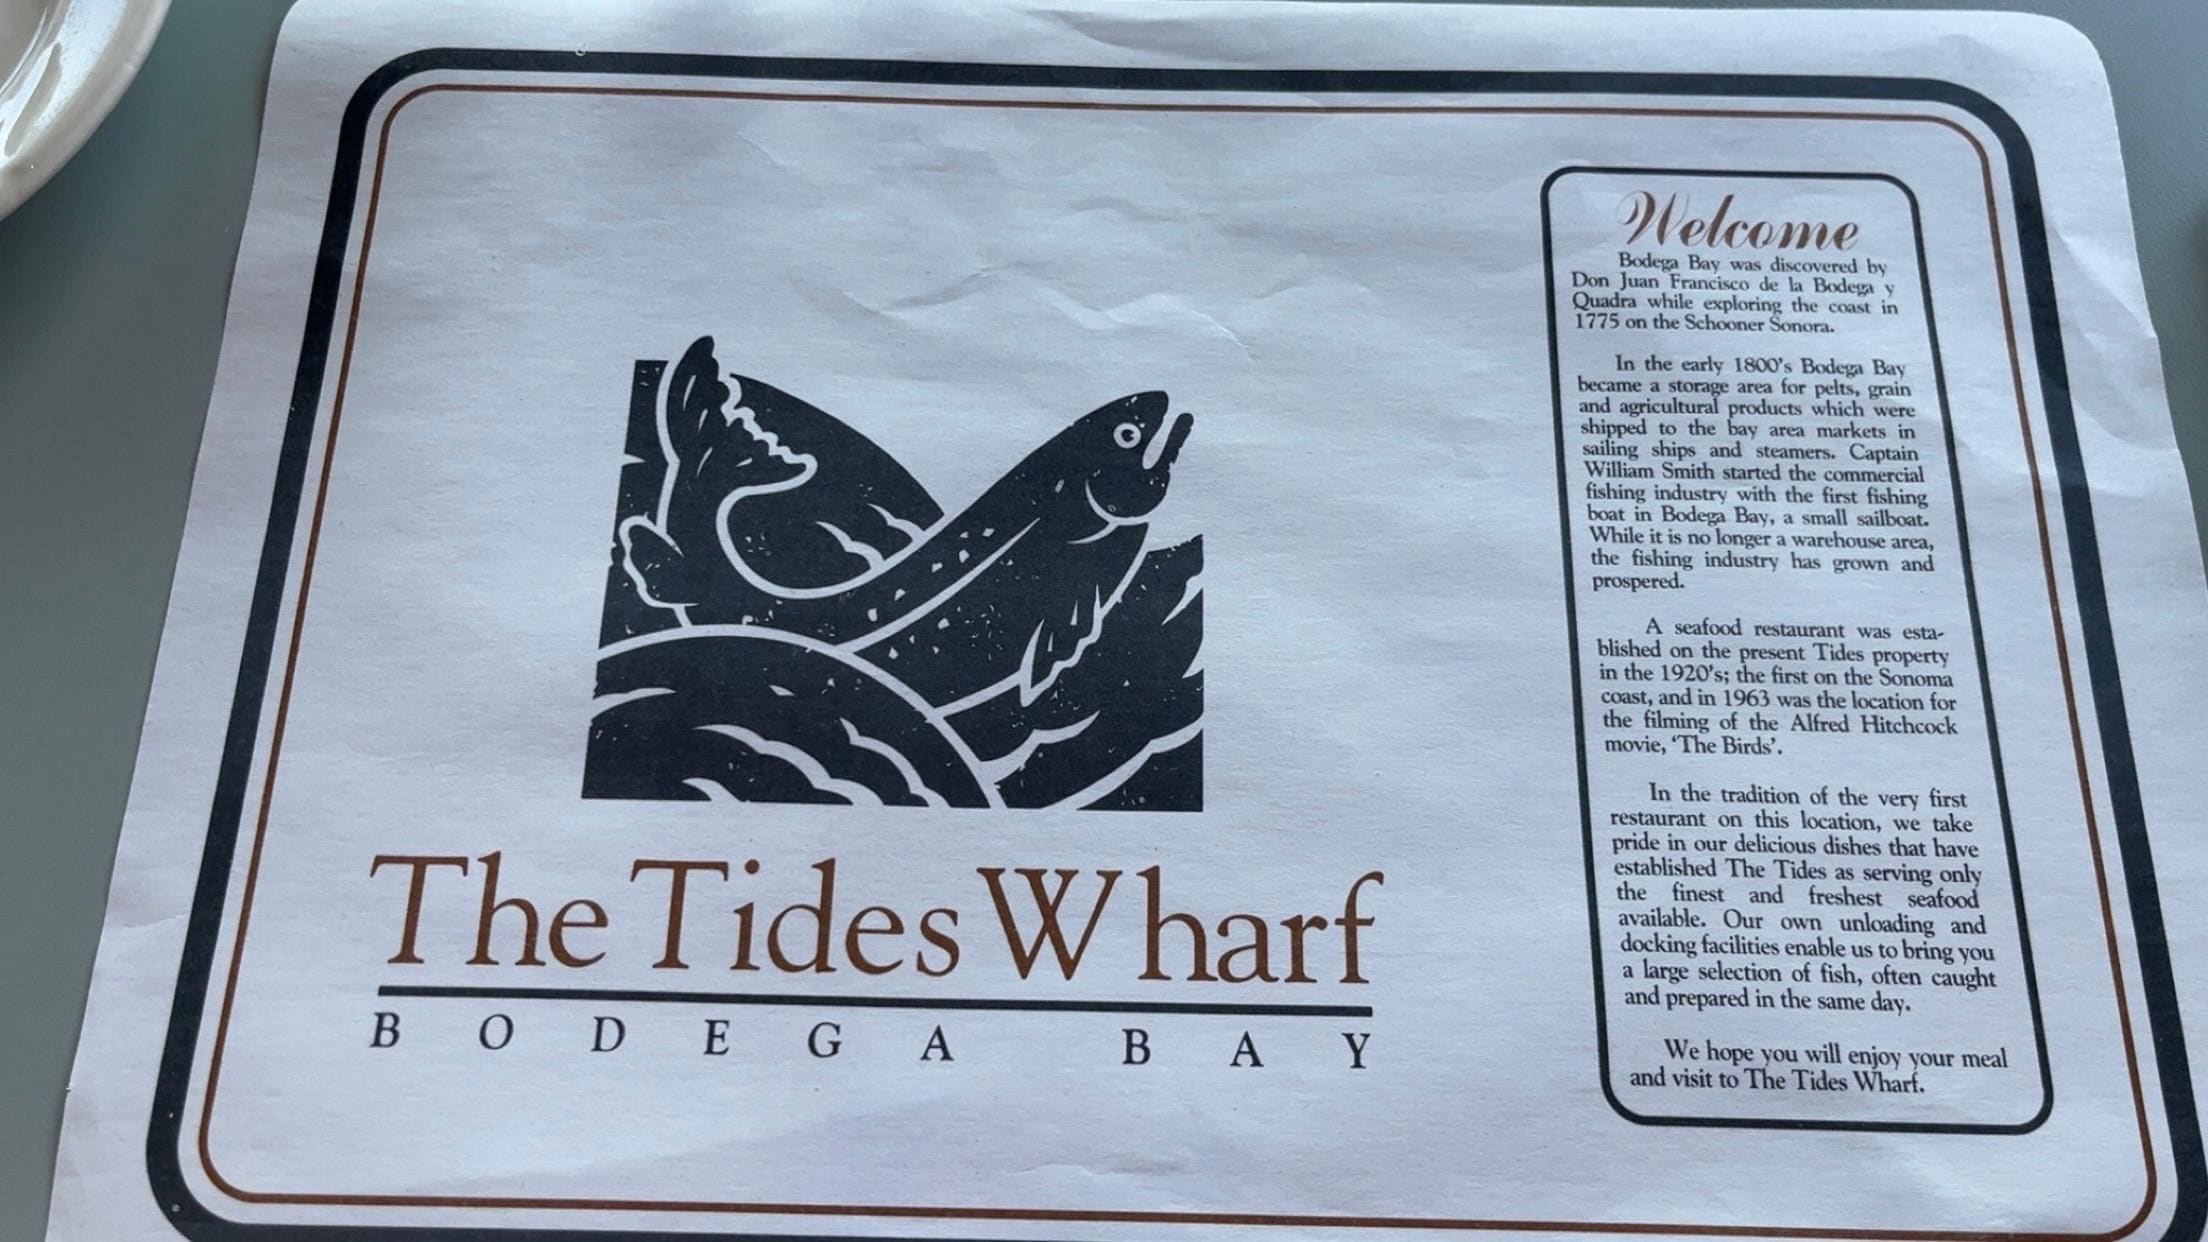 The Tides Wharf
BODEGA BAY
Welcome
Bodega Bay was discovered by
Don Juan Francisco de la Bodega y
Quadra while exploring the coast in
1775 on the Schooner Sonora.
In the early 1800's Bodega Bay
became a storage area for pelts, grain
and agricultural products which were
shipped to the bay area markets in
sailing ships and steamers. Captain
William Smith started the commercial
fishing industry with the first fishing
boat in Bodega Bay, a small sailboat.
While it is no longer a warehouse area,
the fishing industry has grown and
prospered.
A seafood restaurant was esta-
blished on the present Tides property
in the 1920's; the first on the Sonoma
coast, and in 1963 was the location for
the filming of the Alfred Hitchcock
movie, 'The Birds'.
In the tradition of the very first
restaurant on this location, we take
pride in our delicious dishes that have
established The Tides as serving only
the finest and freshest seafood
available. Our own unloading and
docking facilities enable us to bring you
a large selection of fish, often caught
and prepared in the same day.
We hope you will enjoy your meal
and visit to The Tides Wharf.